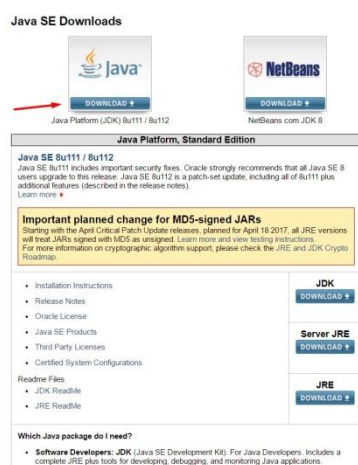 Java SE Downloads
Java
NetBeans
DOWNLOAD
DOWNLOAD
Java Platform (JDK) 8u111 / 8u112
NetBeans com JDK 8
Java Platform, Standard Edition
Java SE 8u111 / 8u112
Java SE 8u111 includes important security fixes. Oracle strongly recommends that all Java SE 8
users upgrade to this release. Java SE 8u112 is a patch-set update, including all of 8u111 plus
additional features (described in the release notes).
Learn more
Important planned change for MD5-signed JARs
Starting with the April Critical Patch Update releases, planned for April 18 2017, all JRE versions
will treat JARs signed with MD5 as unsigned. Learn more and view testing instructions.
For more information on cryptographic algorithm support, please check the JRE and JDK Crypto
Roadmap.
Installation Instructions
Release Notes
Oracle License
Java SE Products
Third Party Licenses
Certified System Configurations
Readme Files
JDK ReadMe
JRE ReadMe
JDK
DOWNLOAD
Server JRE
DOWNLOAD
JRE
DOWNLOAD
Which Java package do I need?
Software Developers: JDK (Java SE Development Kit). For Java Developers. Includes a
complete JRE plus tools for developing, debugging, and monitoring Java applications.